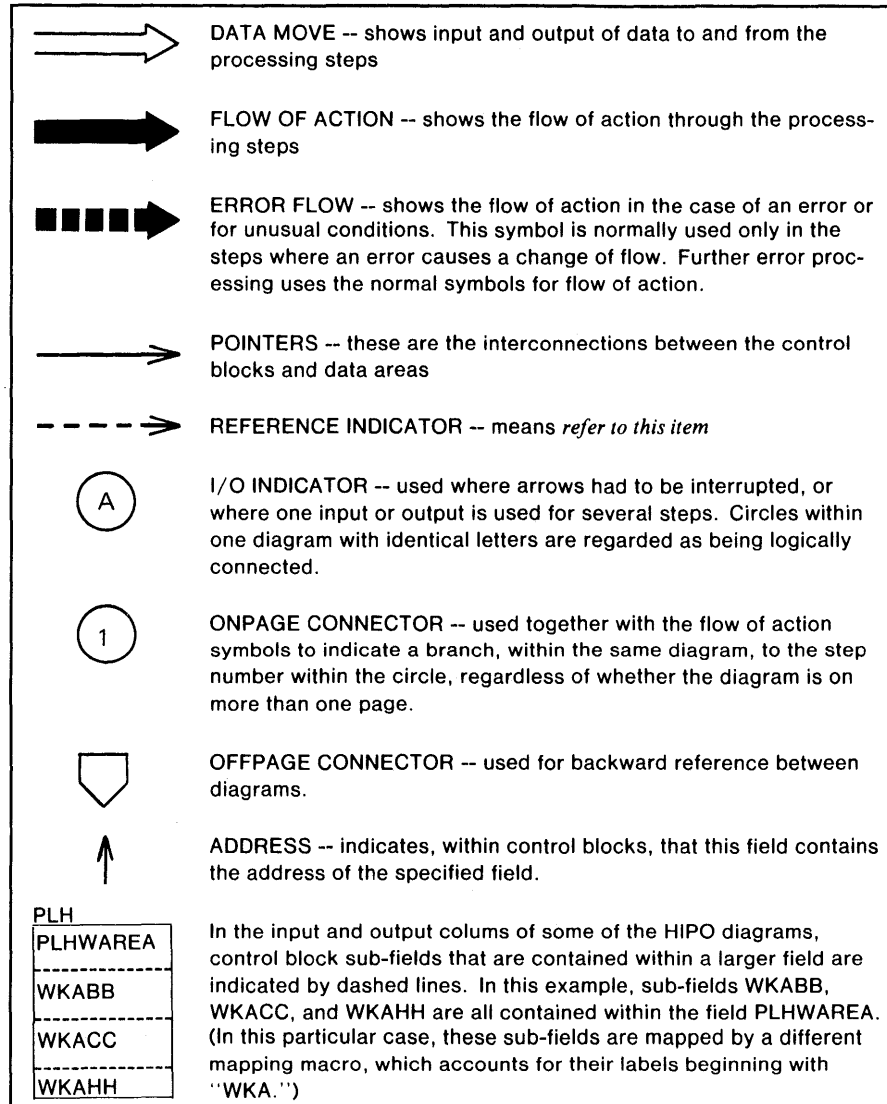 DATA MOVE -- shows input and output of data to and from the
processing steps
FLOW OF ACTION -- shows the flow of action through the process-
ing steps
ERROR FLOW -- shows the flow of action in the case of an error or
for unusual conditions. This symbol is normally used only in the
steps where an error causes a change of flow. Further error proc-
essing uses the normal symbols for flow of action.
POINTERS -- these are the interconnections between the control
blocks and data areas
REFERENCE INDICATOR -- means refer to this item
A
I/O INDICATOR -- used where arrows had to be interrupted, or
where one input or output is used for several steps. Circles within
one diagram with identical letters are regarded as being logically
connected.
1
ONPAGE CONNECTOR -- used together with the flow of action
symbols to indicate a branch, within the same diagram, to the step
number within the circle, regardless of whether the diagram is on
more than one page.
OFFPAGE CONNECTOR -- used for backward reference between
diagrams.
ADDRESS -- indicates, within control blocks, that this field contains
the address of the specified field.
PLH
PLHWAREA
WKABB
WKACC
WKAHH
In the input and output colums of some of the HIPO diagrams,
control block sub-fields that are contained within a larger field are
indicated by dashed lines. In this example, sub-fields WKABB,
WKACC, and WKAHH are all contained within the field PLHWAREA.
(In this particular case, these sub-fields are mapped by a different
mapping macro, which accounts for their labels beginning with
''WKA.'')